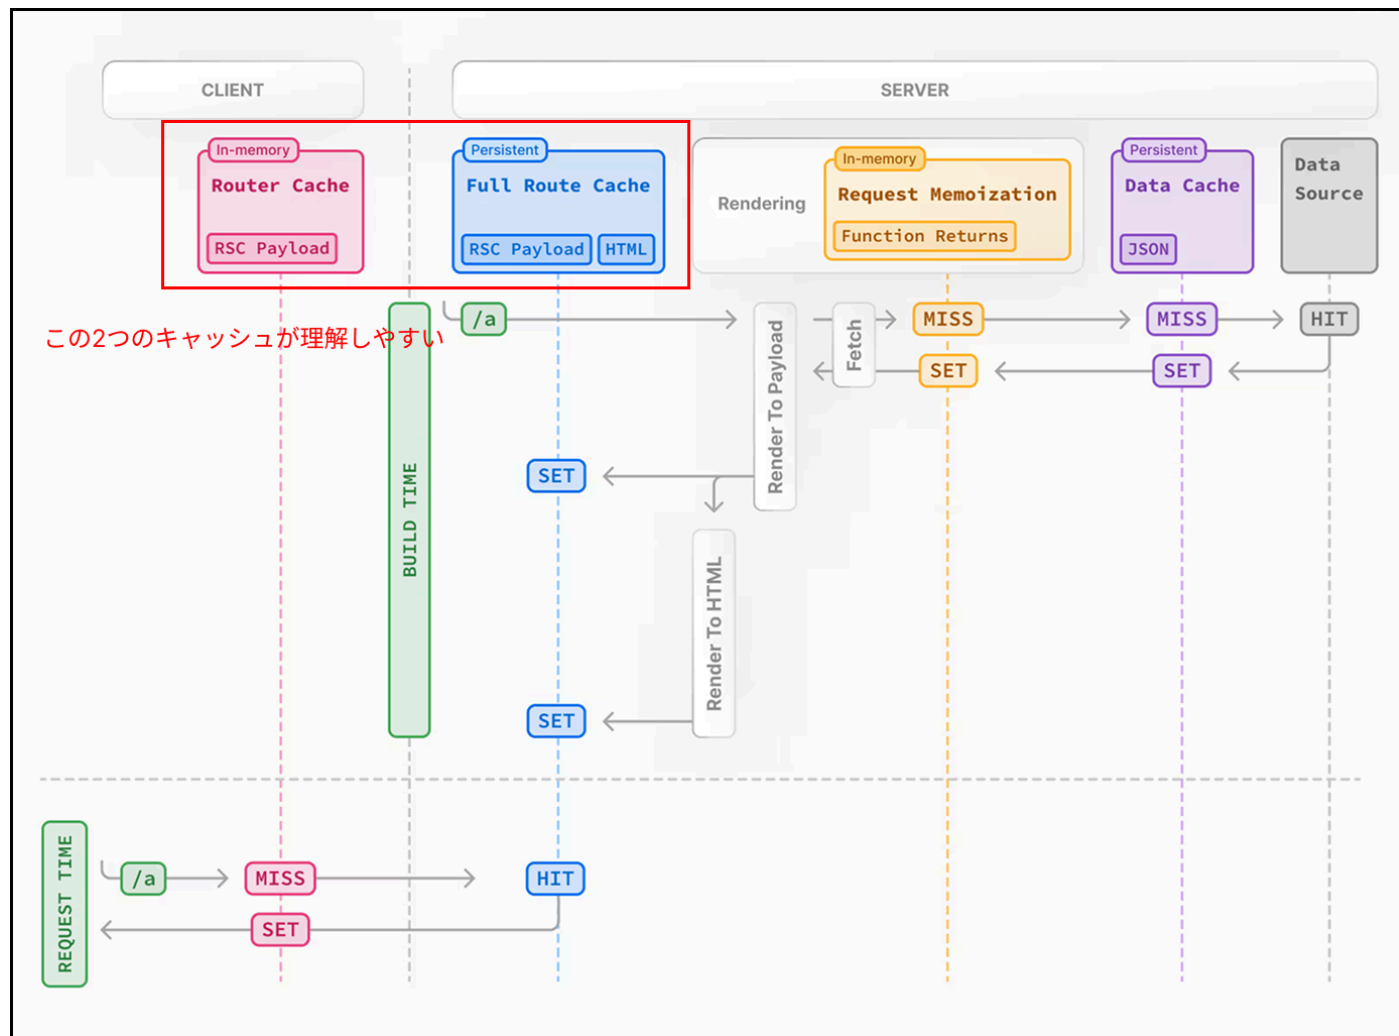 CLIENT
SERVER
In-memory
Router Cache
RSC Payload
Persistent
Full Route Cache
RSC Payload
HTML
Rendering
In-memory
Request Memoization
Function Returns
Persistent
Data Cache
JSON
Data
Source
この2つのキャッシュが理解しやすい
BUILD TIME
/a
Render To Payload
Fetch
MISS
MISS
HIT
SET
SET
SET
Render To HTML
SET
REQUEST TIME
/a
MISS
HIT
SET